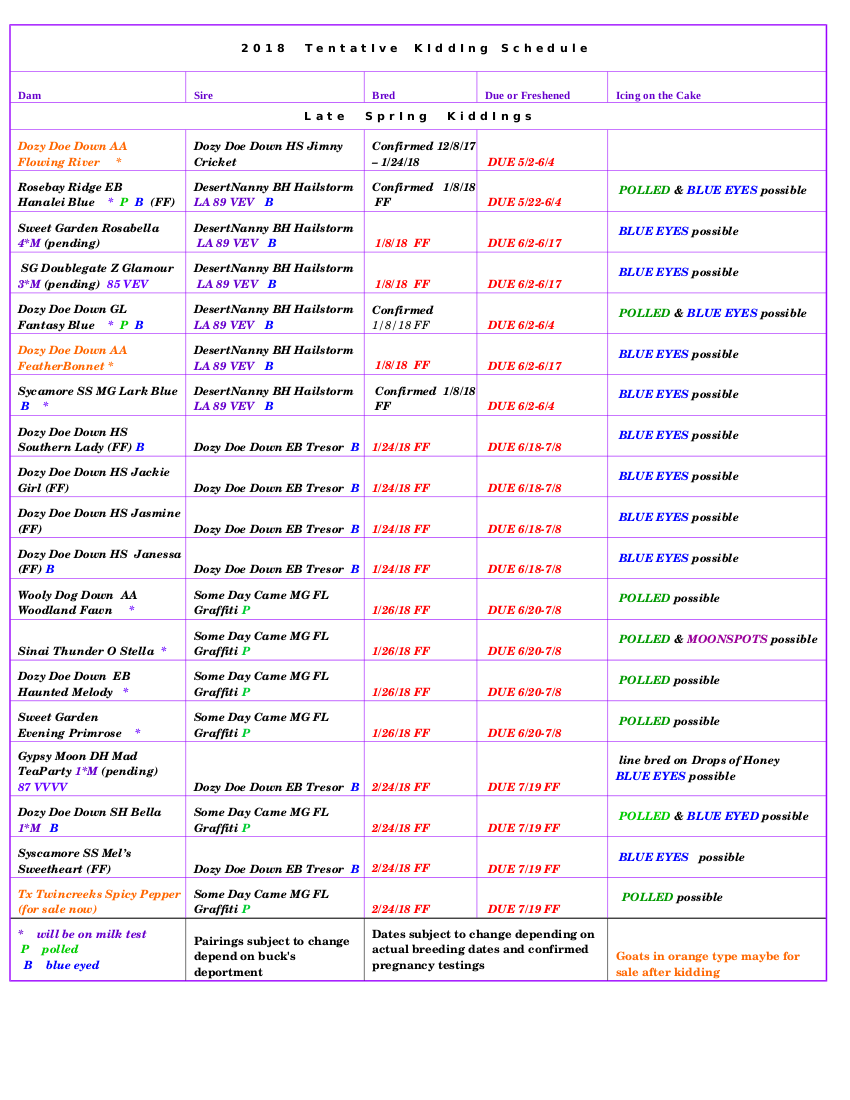 2018 Tentative Kidding Schedule
Dam Sire Bred Due or Freshened Icing on the Cake
Late Spring Kiddings
Dozy Doe Down AA Dozy Doe Down HS Jimny Confirmed 12/8/17
Flowing River * Cricket – 1/24/18 DUE 5/2-6/4
Rosebay Ridge EB DesertNanny BH Hailstorm Confirmed 1/8/18 POLLED & BLUE EYES possible
Hanalei Blue * P B (FF) LA 89 VEV B FF DUE 5/22-6/4
Sweet Garden Rosabella DesertNanny BH Hailstorm BLUE EYES possible
4*M (pending) LA 89 VEV B 1/8/18 FF DUE 6/2-6/17
SG Doublegate Z Glamour DesertNanny BH Hailstorm BLUE EYES possible
3*M (pending) 85 VEV LA 89 VEV B 1/8/18 FF DUE 6/2-6/17
Dozy Doe Down GL DesertNanny BH Hailstorm Confirmed POLLED & BLUE EYES possible
Fantasy Blue * P B LA 89 VEV B 1/8/18 FF DUE 6/2-6/4
Dozy Doe Down AA DesertNanny BH Hailstorm BLUE EYES possible
FeatherBonnet * LA 89 VEV B 1/8/18 FF DUE 6/2-6/17
Sycamore SS MG Lark Blue DesertNanny BH Hailstorm Confirmed 1/8/18 BLUE EYES possible
B * LA 89 VEV B FF DUE 6/2-6/4
Dozy Doe Down HS BLUE EYES possible
Southern Lady (FF) B Dozy Doe Down EB Tresor B 1/24/18 FF DUE 6/18-7/8
Dozy Doe Down HS Jackie BLUE EYES possible
Girl (FF) Dozy Doe Down EB Tresor B 1/24/18 FF DUE 6/18-7/8
Dozy Doe Down HS Jasmine BLUE EYES possible
(FF) Dozy Doe Down EB Tresor B 1/24/18 FF DUE 6/18-7/8
Dozy Doe Down HS Janessa BLUE EYES possible
(FF) B Dozy Doe Down EB Tresor B 1/24/18 FF DUE 6/18-7/8
Wooly Dog Down AA Some Day Came MG FL POLLED possible
Woodland Fawn * Graffiti P 1/26/18 FF DUE 6/20-7/8
Some Day Came MG FL POLLED & MOONSPOTS possible
Sinai Thunder O Stella * Graffiti P 1/26/18 FF DUE 6/20-7/8
Dozy Doe Down EB Some Day Came MG FL POLLED possible
Haunted Melody * Graffiti P 1/26/18 FF DUE 6/20-7/8
Sweet Garden Some Day Came MG FL POLLED possible
Evening Primrose * Graffiti P 1/26/18 FF DUE 6/20-7/8
Gypsy Moon DH Mad line bred on Drops of Honey
TeaParty 1*M (pending) BLUE EYES possible
87 VVVV Dozy Doe Down EB Tresor B 2/24/18 FF DUE 7/19 FF
Dozy Doe Down SH Bella Some Day Came MG FL POLLED & BLUE EYED possible
1*M B Graffiti P 2/24/18 FF DUE 7/19 FF
Syscamore SS Mel's BLUE EYES possible
Sweetheart (FF) Dozy Doe Down EB Tresor B 2/24/18 FF DUE 7/19 FF
Tx Twincreeks Spicy Pepper Some Day Came MG FL POLLED possible
(for sale now) Graffiti P 2/24/18 FF DUE 7/19 FF
* will be on milk test
P polled
B blue eyed
Pairings subject to change
depend on buck's
deportment
Dates subject to change depending on
actual breeding dates and confirmed
pregnancy testings
Goats in orange type maybe for
sale after kidding